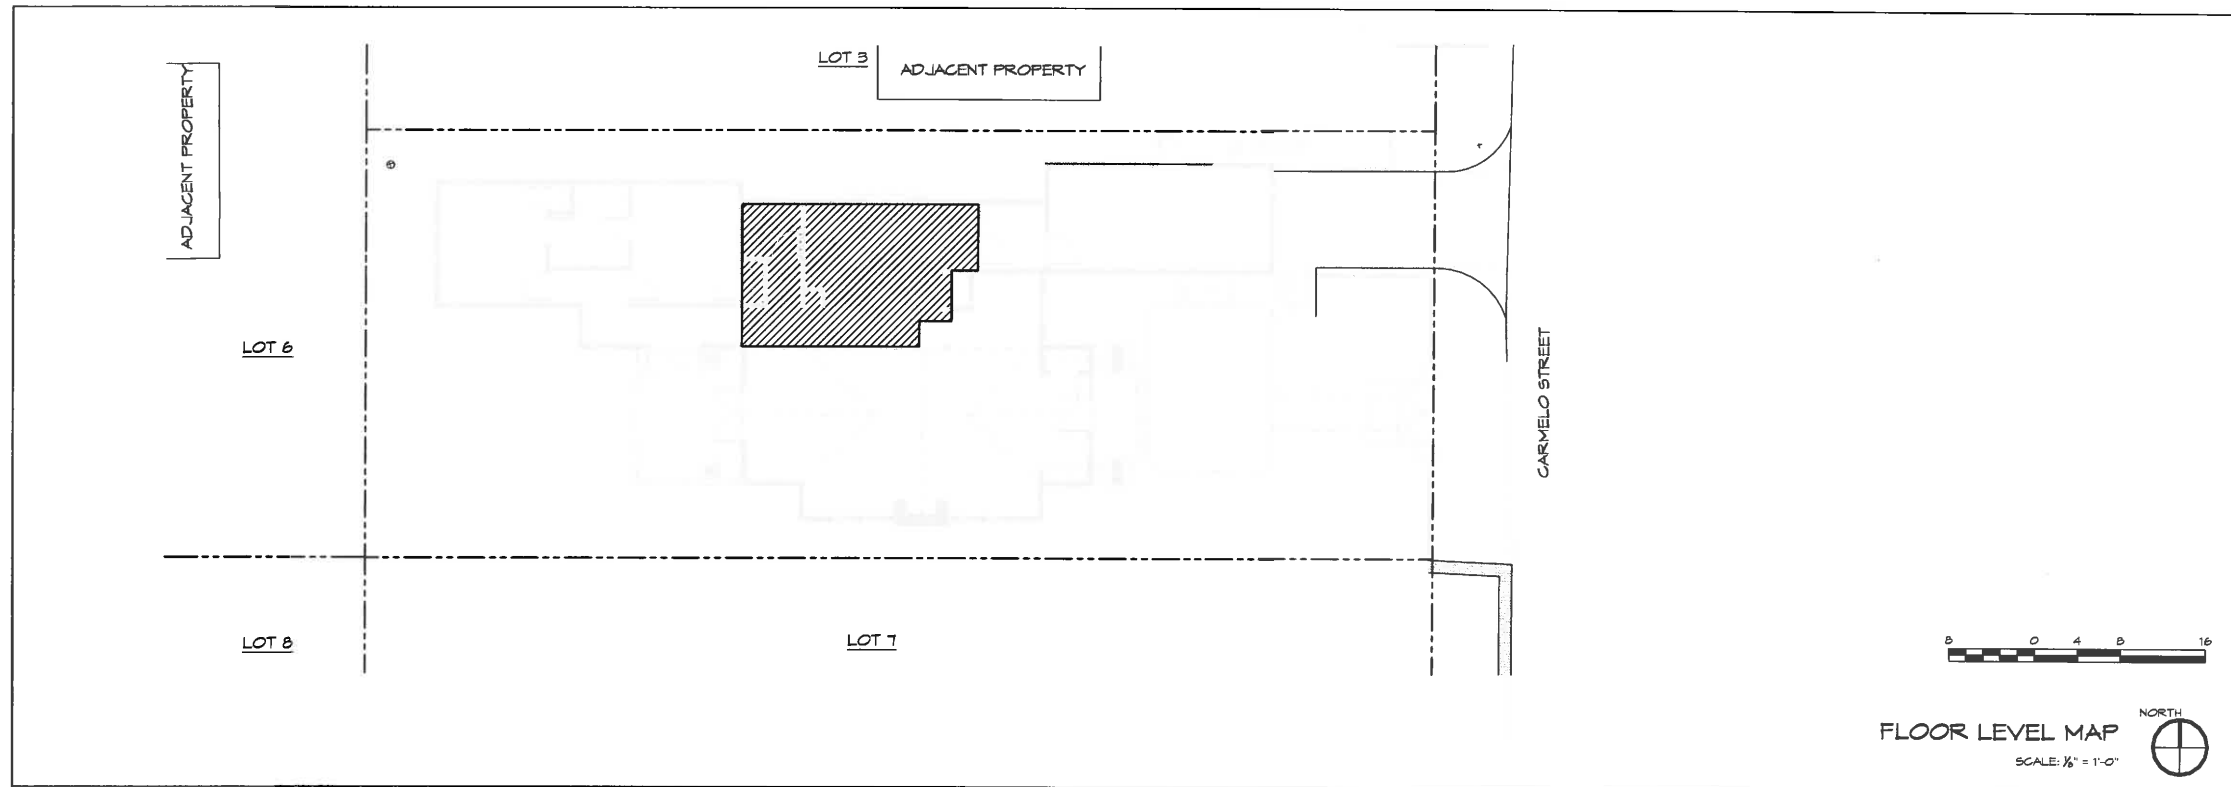 LOT 3
ADJACENT PROPERTY
ADJACENT PROPERTY
LOT 6
CARMELO STREET
LOT 8
LOT 7
8 0 4 8 16
NORTH
FLOOR LEVEL MAP
SCALE: 1/8" = 1'-0"